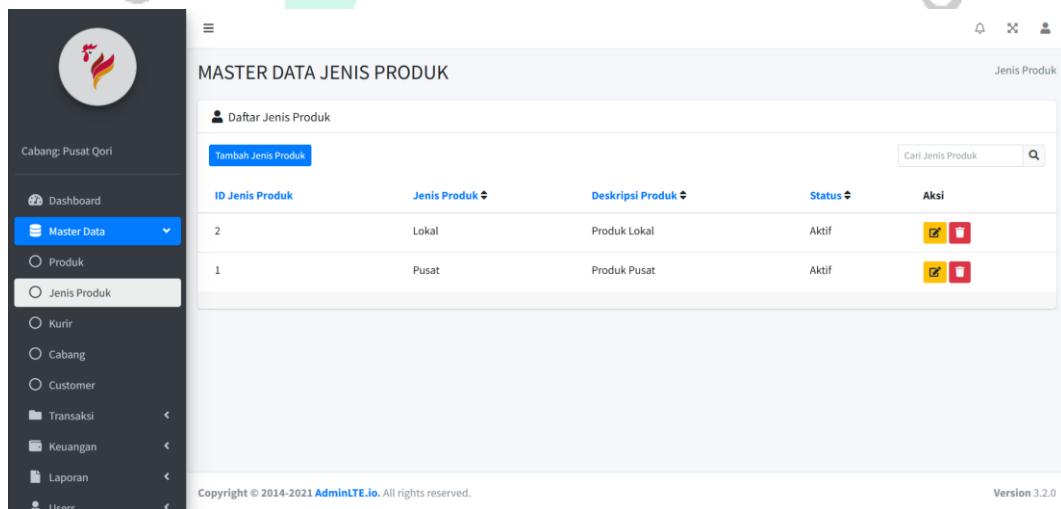 Cabang: Pusat Qori
Dashboard
Master Data
Produk
Jenis Produk
Kurir
Cabang
Customer
Transaksi
Keuangan
Laporan
Users
MASTER DATA JENIS PRODUK
Jenis Produk
Daftar Jenis Produk
Tambah Jenis Produk
Cari Jenis Produk
ID Jenis Produk Jenis Produk Deskripsi Produk Status Aksi
2 Lokal Produk Lokal Aktif
1 Pusat Produk Pusat Aktif
Copyright © 2014-2021 AdminLTE.io. All rights reserved.
Version 3.2.0